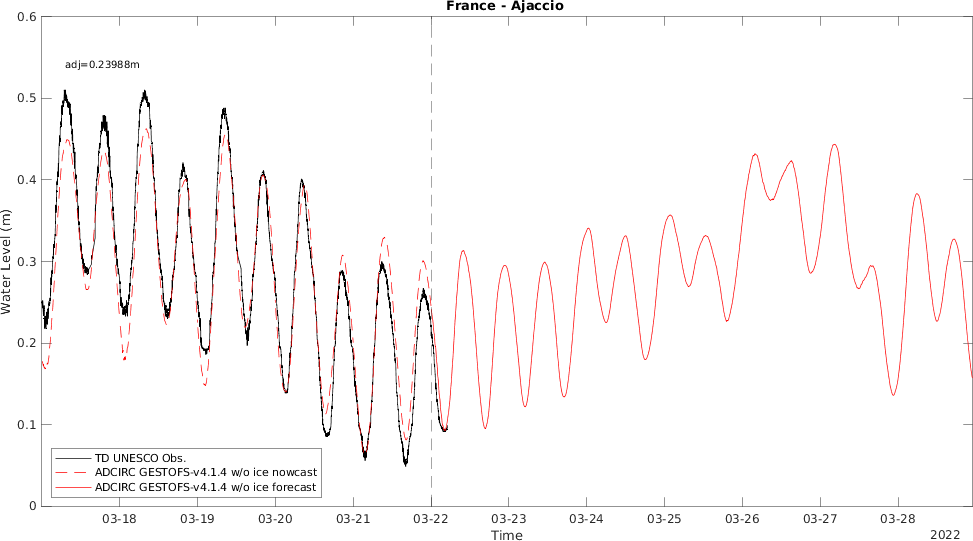 France - Ajaccio
0.6
0.5
0.4
0.3
0.2
0.1
0
Water Level (m)
adj=0.23988m
TD UNESCO Obs.
ADCIRC GESTOFS-v4.1.4 w/o ice nowcast
ADCIRC GESTOFS-v4.1.4 w/o ice forecast
03-18 03-19 03-20 03-21 03-22 03-23 03-24 03-25 03-26 03-27 03-28
Time
2022